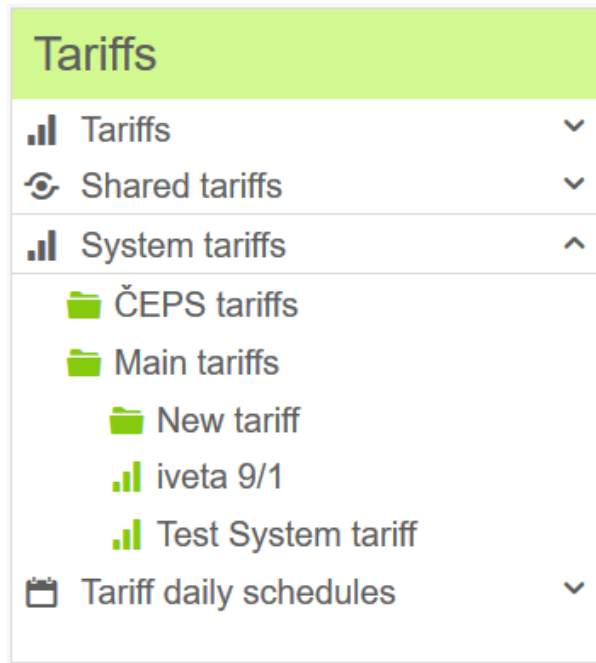 Tariffs
Tariffs
Shared tariffs
System tariffs
ČEPS tariffs
Main tariffs
New tariff
iveta 9/1
Test System tariff
Tariff daily schedules